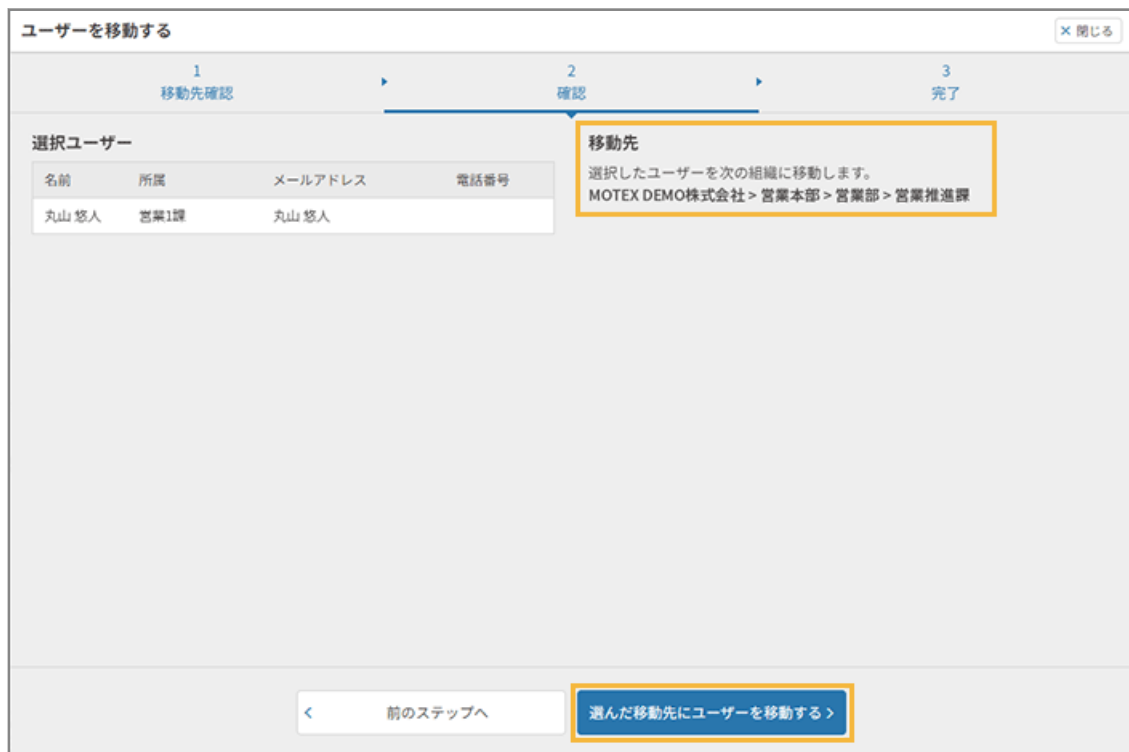 ユーザーを移動する
× 閉じる
1
移動先確認
2
確認
3
完了
選択ユーザー
名前 所属 メールアドレス 電話番号
丸山 悠人 営業1課 丸山 悠人
移動先
選択したユーザーを次の組織に移動します。
MOTEX DEMO株式会社 > 営業本部 > 営業部 > 営業推進課
< 前のステップへ
選んだ移動先にユーザーを移動する >